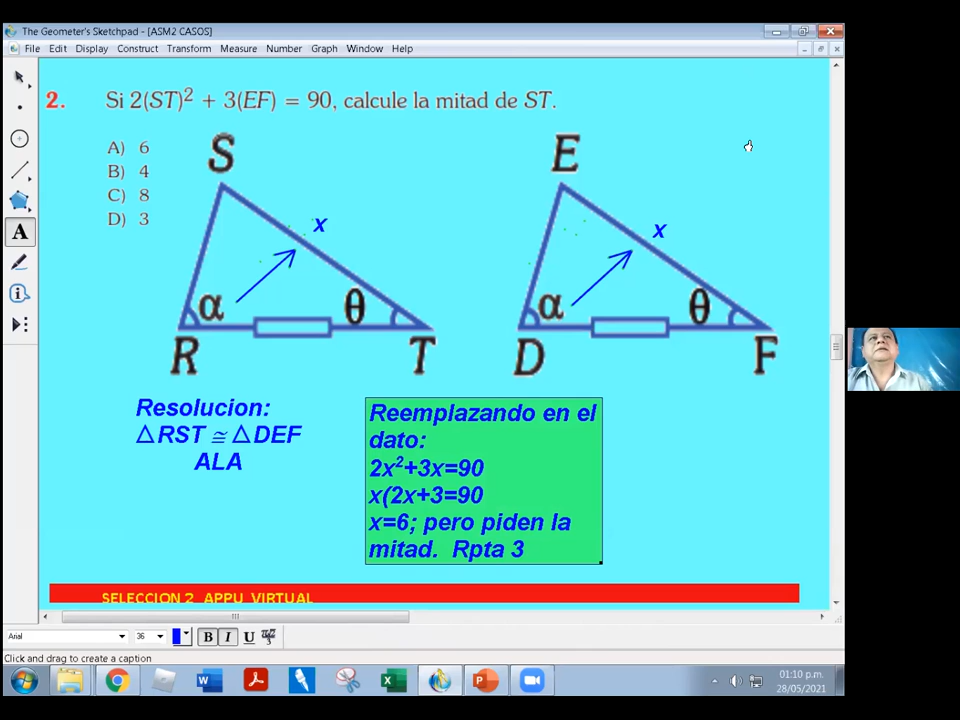 The Geometer's Sketchpad - [ASM2 CASOS]
File Edit Display Construct Transform Measure Number Graph Window Help
2. Si 2(ST)² + 3(EF) = 90, calcule la mitad de ST.
A) 6
B) 4
C) 8
D) 3
S
E
x
x
α
θ
α
θ
R
T
D
F
Resolucion:
△RST ≅ △DEF
ALA
Reemplazando en el
dato:
2x²+3x=90
x(2x+3=90
x=6; pero piden la
mitad. Rpta 3
SELECCION 2 APPU VIRTUAL
Arial 36 B I U
Click and drag to create a caption
01:10 p.m.
28/05/2021